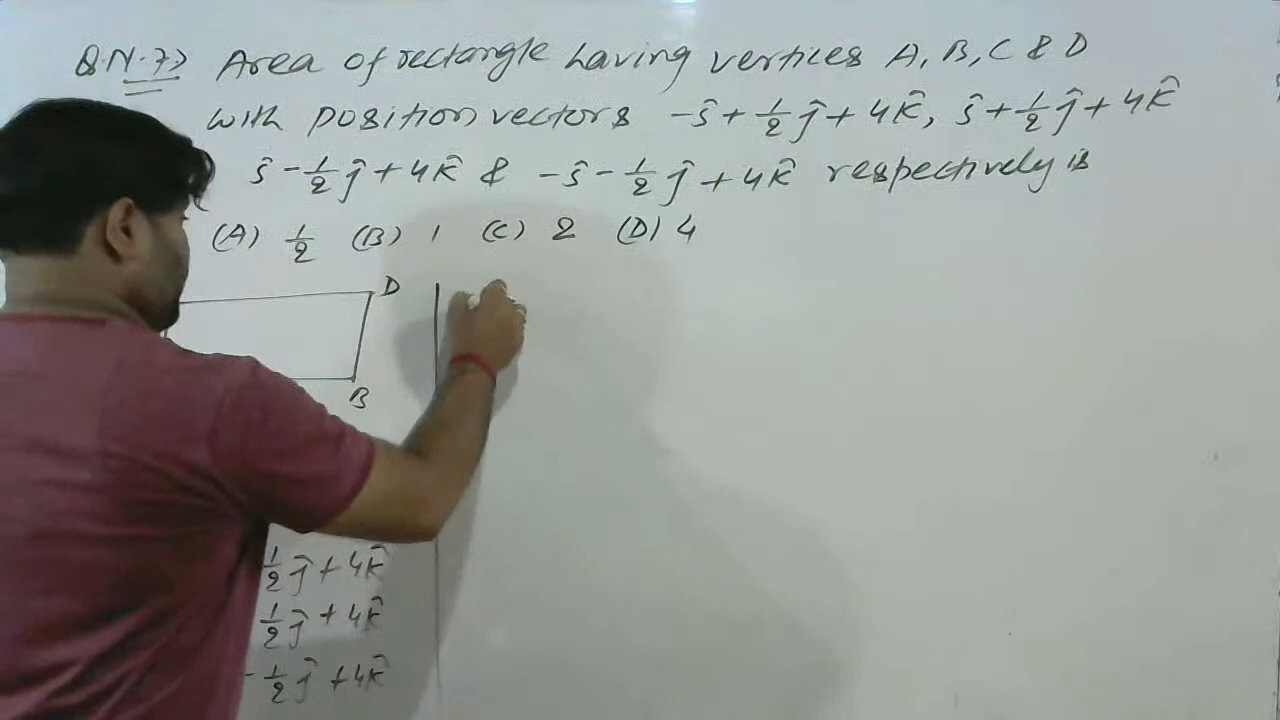 Q.N.7> Area of rectangle having vertices A, B, C & D
with position vectors -î + 1/2 ĵ + 4k̂, î + 1/2 ĵ + 4k̂
î - 1/2 ĵ + 4k̂ & -î - 1/2 ĵ + 4k̂ respectively is
(A) 1/2 (B) 1 (C) 2 (D) 4
D
B
1/2 ĵ + 4k̂
1/2 ĵ + 4k̂
- 1/2 ĵ + 4k̂